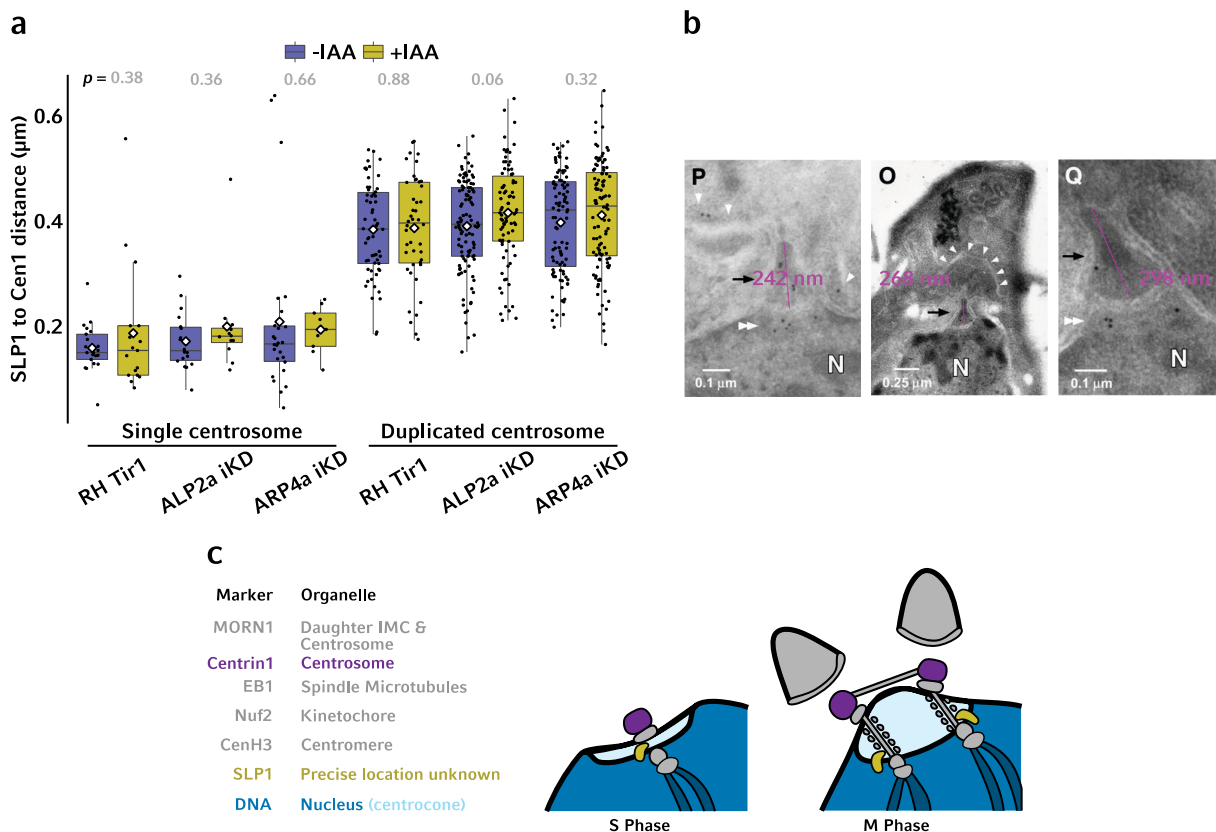 a
-IAA +IAA
p = 0.38 0.36 0.66 0.88 0.06 0.32
SLP1 to Cen1 distance (µm)
0.6
0.4
0.2
Single centrosome
Duplicated centrosome
RH Tir1
ALP2a iKD
ARP4a iKD
RH Tir1
ALP2a iKD
ARP4a iKD
b
P
242 nm
N
0.1 µm
O
268 nm
N
0.25 µm
Q
298 nm
N
0.1 µm
c
Marker Organelle
MORN1 Daughter IMC &
Centrosome
Centrin1 Centrosome
EB1 Spindle Microtubules
Nuf2 Kinetochore
CenH3 Centromere
SLP1 Precise location unknown
DNA Nucleus (centrocone)
S Phase
M Phase